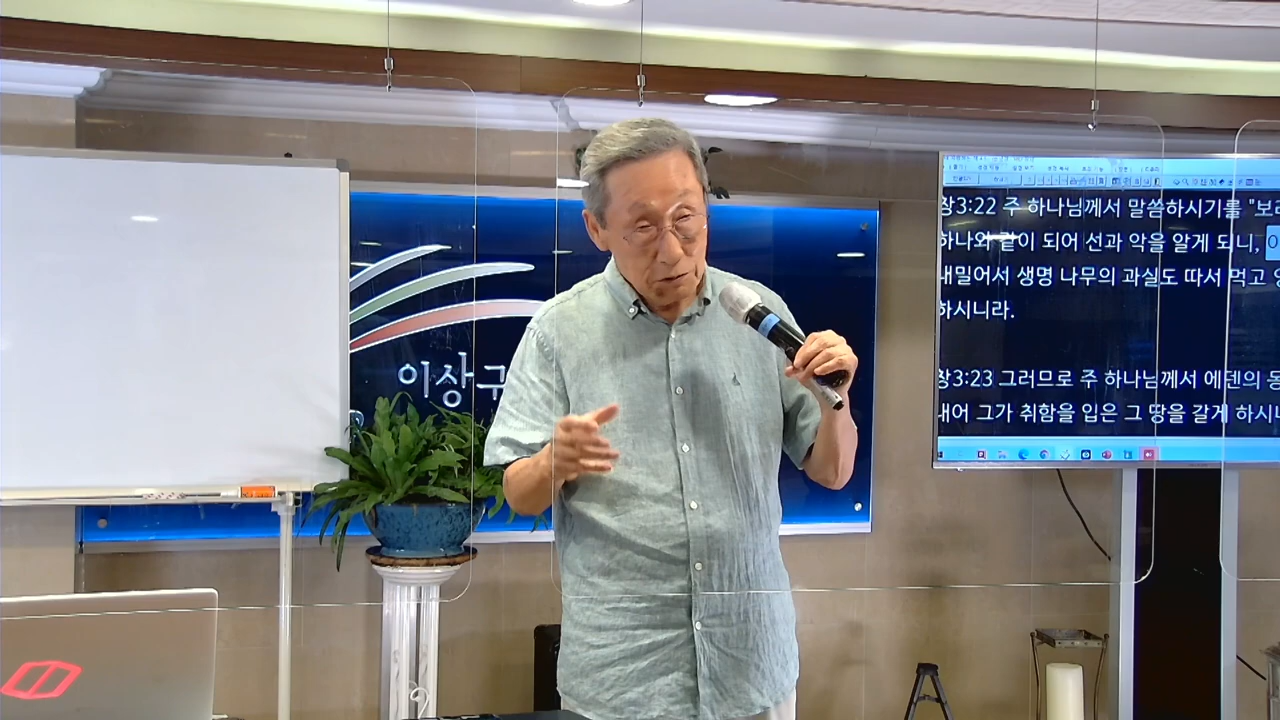 이상규
창3:22 주 하나님께서 말씀하시기를 "보라
하나와 같이 되어 선과 악을 알게 되니,
내밀어서 생명 나무의 과실도 따서 먹고
하시니라.
창3:23 그러므로 주 하나님께서 에덴의 동
내어 그가 취함을 입은 그 땅을 갈게 하시니